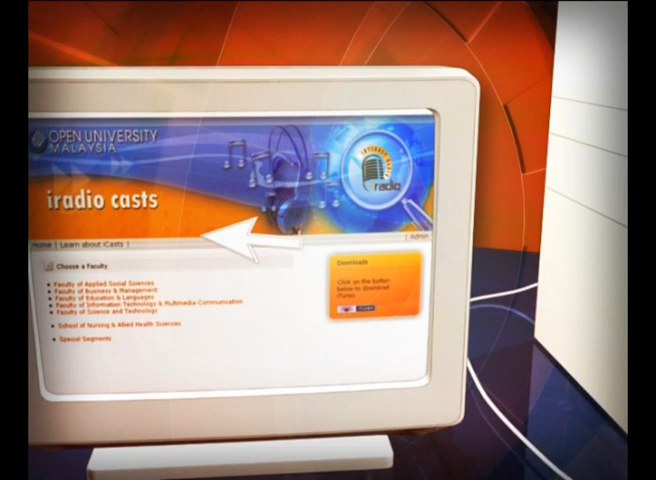 OPEN UNIVERSITY
MALAYSIA
iradio
iradio casts
Home | Learn about iCasts |
| Admin
Choose a Faculty
Faculty of Applied Social Sciences
Faculty of Business & Management
Faculty of Education & Languages
Faculty of Information Technology & Multimedia Communication
Faculty of Science and Technology
School of Nursing & Allied Health Sciences
Special Segments
Downloads
Click on the button
below to download
iTunes